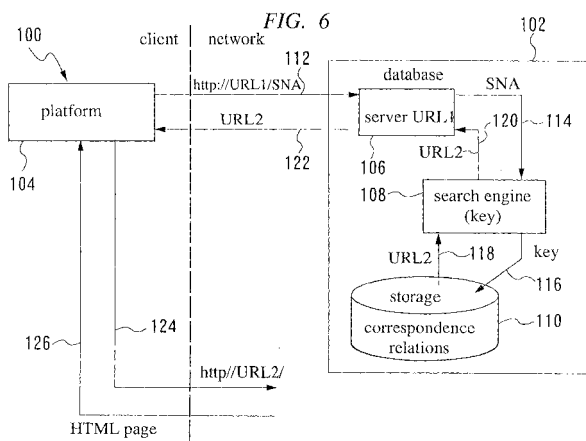 FIG. 6
100
client
network
102
112
database
http://URL1/SNA
SNA
platform
server URL1
URL2
120
114
104
122
106
URL2
108
search engine
(key)
URL2
118
key
116
storage
126
124
correspondence
relations
110
http//URL2/
HTML page